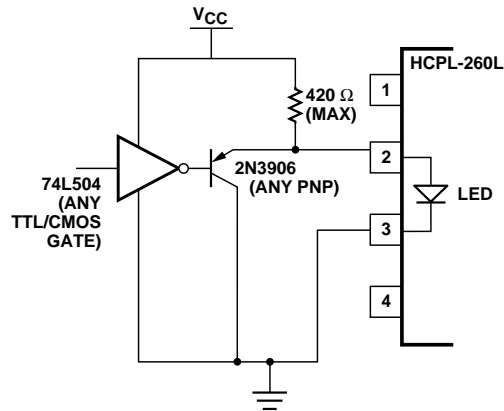 VCC
HCPL-260L
1
420 Ω
(MAX)
2
2N3906
(ANY PNP)
74L504
(ANY
TTL/CMOS
GATE)
LED
3
4